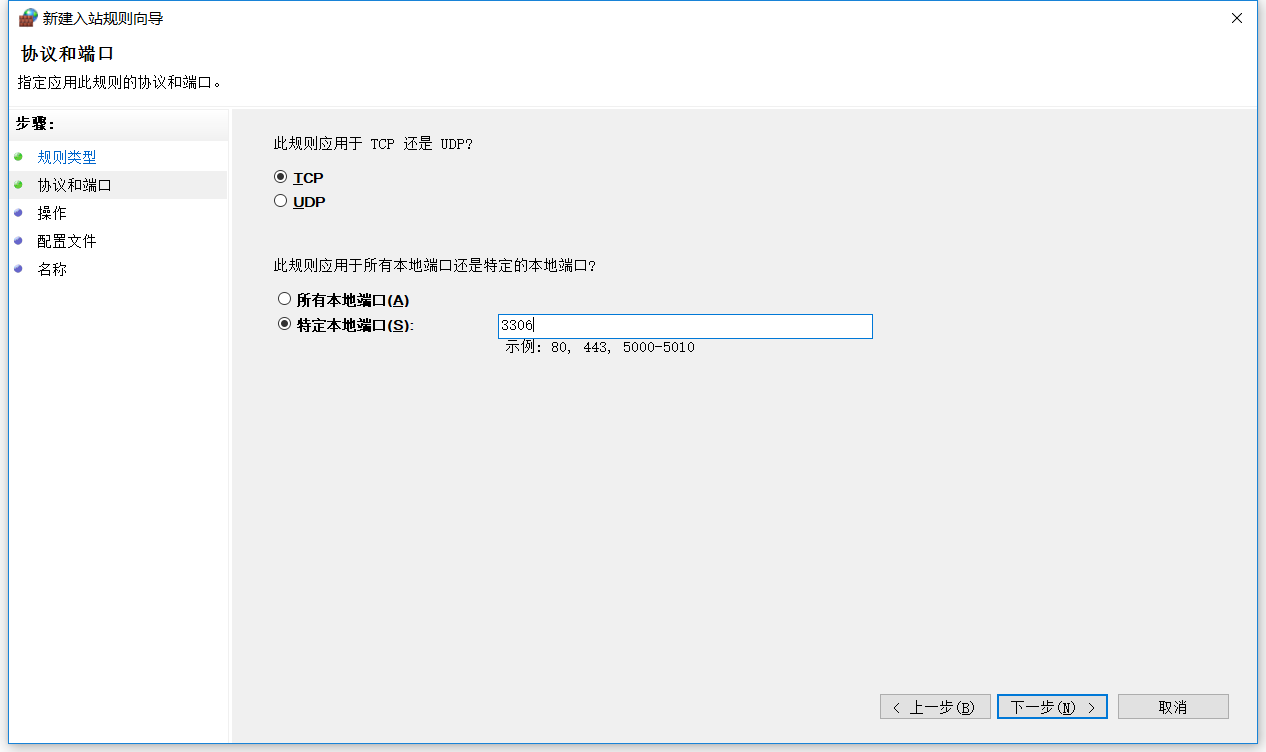 新建入站规则向导
协议和端口
指定应用此规则的协议和端口。
步骤:
规则类型
协议和端口
操作
配置文件
名称
此规则应用于 TCP 还是 UDP?
TCP
UDP
此规则应用于所有本地端口还是特定的本地端口?
所有本地端口(A)
特定本地端口(S):
3306
示例: 80, 443, 5000-5010
< 上一步(B)
下一步(N) >
取消